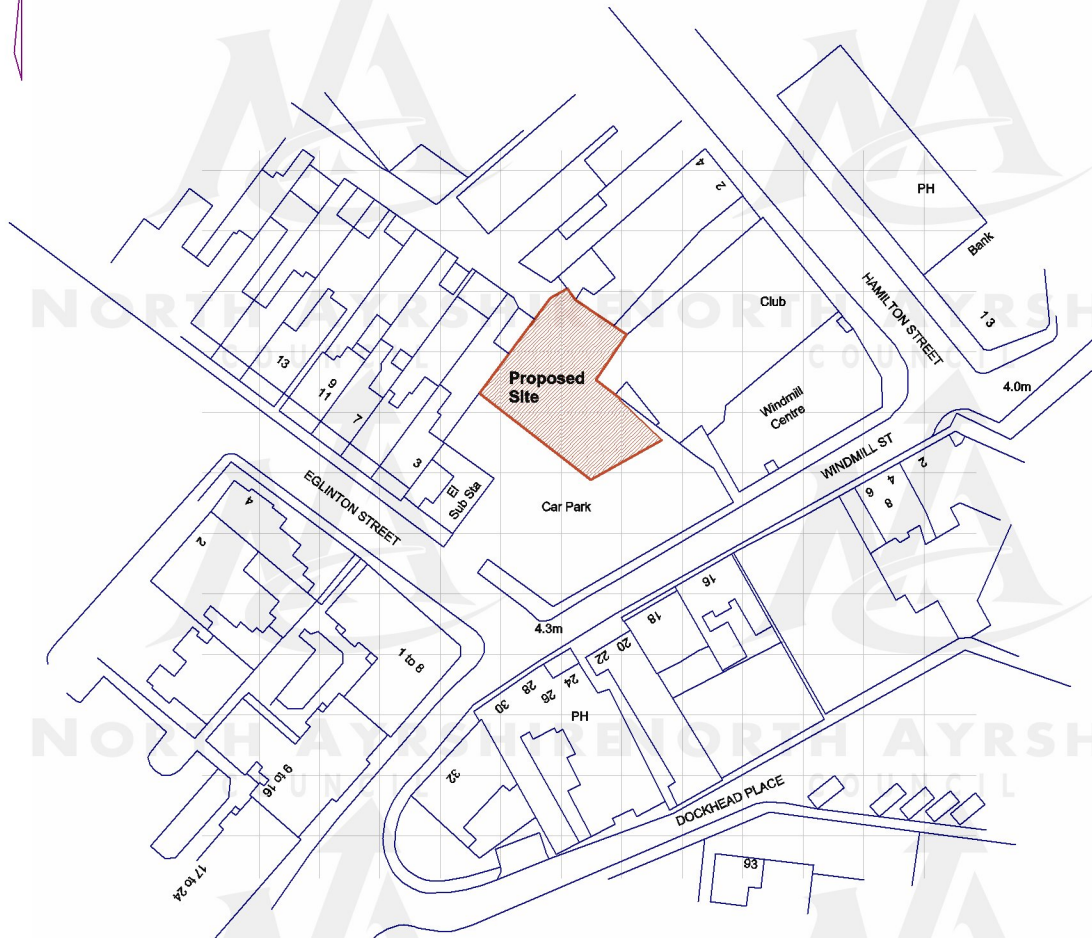 NORTH AYRSHIRE
COUNCIL
NORTH AYRSHIRE
COUNCIL
4
2
PH
Bank
HAMILTON STREET
13
Club
4.0m
Windmill
Centre
WINDMILL ST
Proposed
Site
13
9
11
7
3
El
Sub Sta
Car Park
EGLINTON STREET
4
2
1 to 8
9 to 16
17 to 24
4.3m
2
4
6
8
16
18
20
22
24
26
28
30
PH
32
DOCKHEAD PLACE
93
NORTH AYRSHIRE
COUNCIL
NORTH AYRSH
COUNCIL